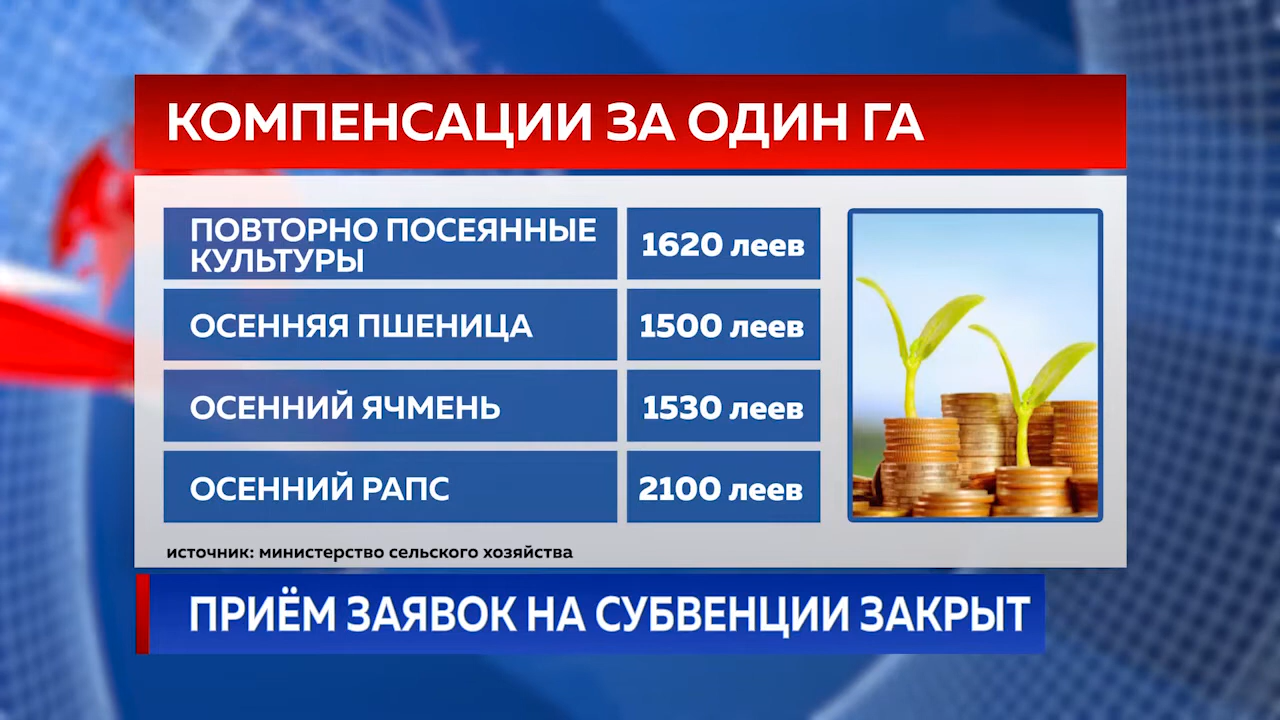 КОМПЕНСАЦИИ ЗА ОДИН ГА
ПОВТОРНО ПОСЕЯННЫЕ
КУЛЬТУРЫ
1620 леев
ОСЕННЯЯ ПШЕНИЦА
1500 леев
ОСЕННИЙ ЯЧМЕНЬ
1530 леев
ОСЕННИЙ РАПС
2100 леев
источник: министерство сельского хозяйства
ПРИЁМ ЗАЯВОК НА СУБВЕНЦИИ ЗАКРЫТ